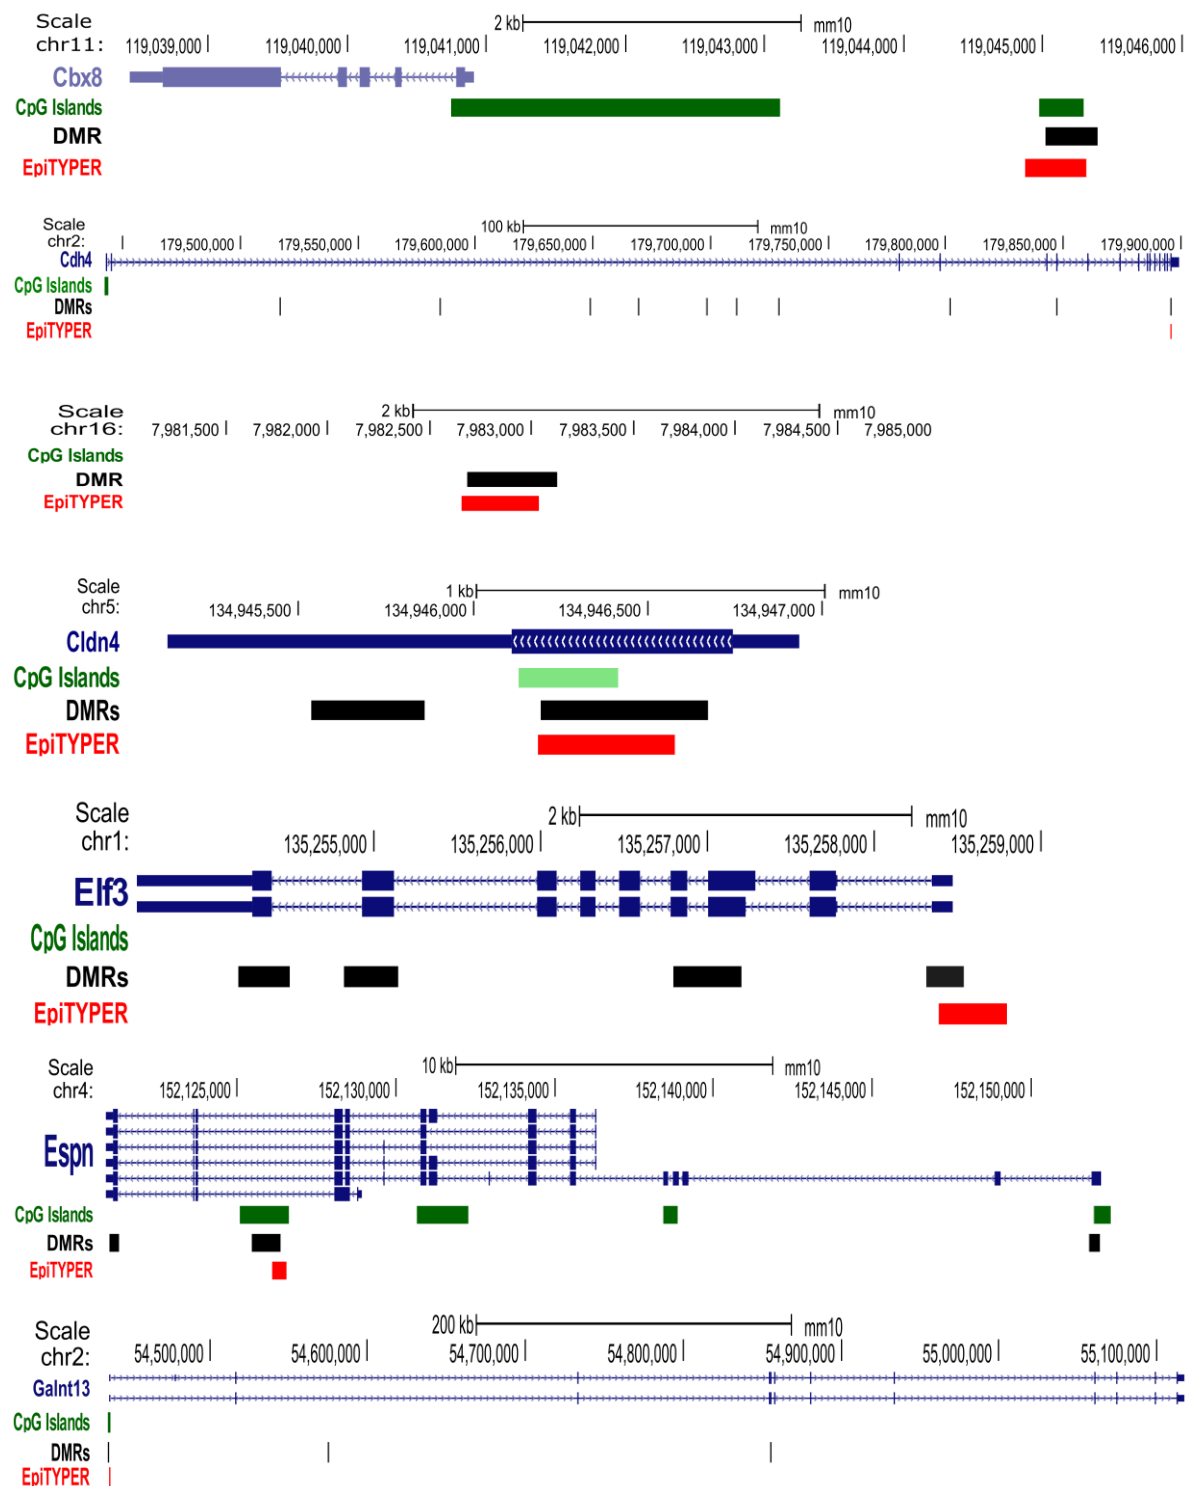 Scale 2 kb mm10
chr11: 119,039,000 119,040,000 119,041,000 119,042,000 119,043,000 119,044,000 119,045,000 119,046,000
Cbx8
CpG Islands
DMR
EpiTYPER
Scale 100 kb mm10
chr2: 179,500,000 179,550,000 179,600,000 179,650,000 179,700,000 179,750,000 179,800,000 179,850,000 179,900,000
Cdh4
CpG Islands
DMRs
EpiTYPER
Scale 2 kb mm10
chr16: 7,981,500 7,982,000 7,982,500 7,983,000 7,983,500 7,984,000 7,984,500 7,985,000
CpG Islands
DMR
EpiTYPER
Scale 1 kb mm10
chr5: 134,945,500 134,946,000 134,946,500 134,947,000
Cldn4
CpG Islands
DMRs
EpiTYPER
Scale 2 kb mm10
chr1: 135,255,000 135,256,000 135,257,000 135,258,000 135,259,000
Elf3
CpG Islands
DMRs
EpiTYPER
Scale 10 kb mm10
chr4: 152,125,000 152,130,000 152,135,000 152,140,000 152,145,000 152,150,000
Espn
CpG Islands
DMRs
EpiTYPER
Scale 200 kb mm10
chr2: 54,500,000 54,600,000 54,700,000 54,800,000 54,900,000 55,000,000 55,100,000
Galnt13
CpG Islands
DMRs
EpiTYPER